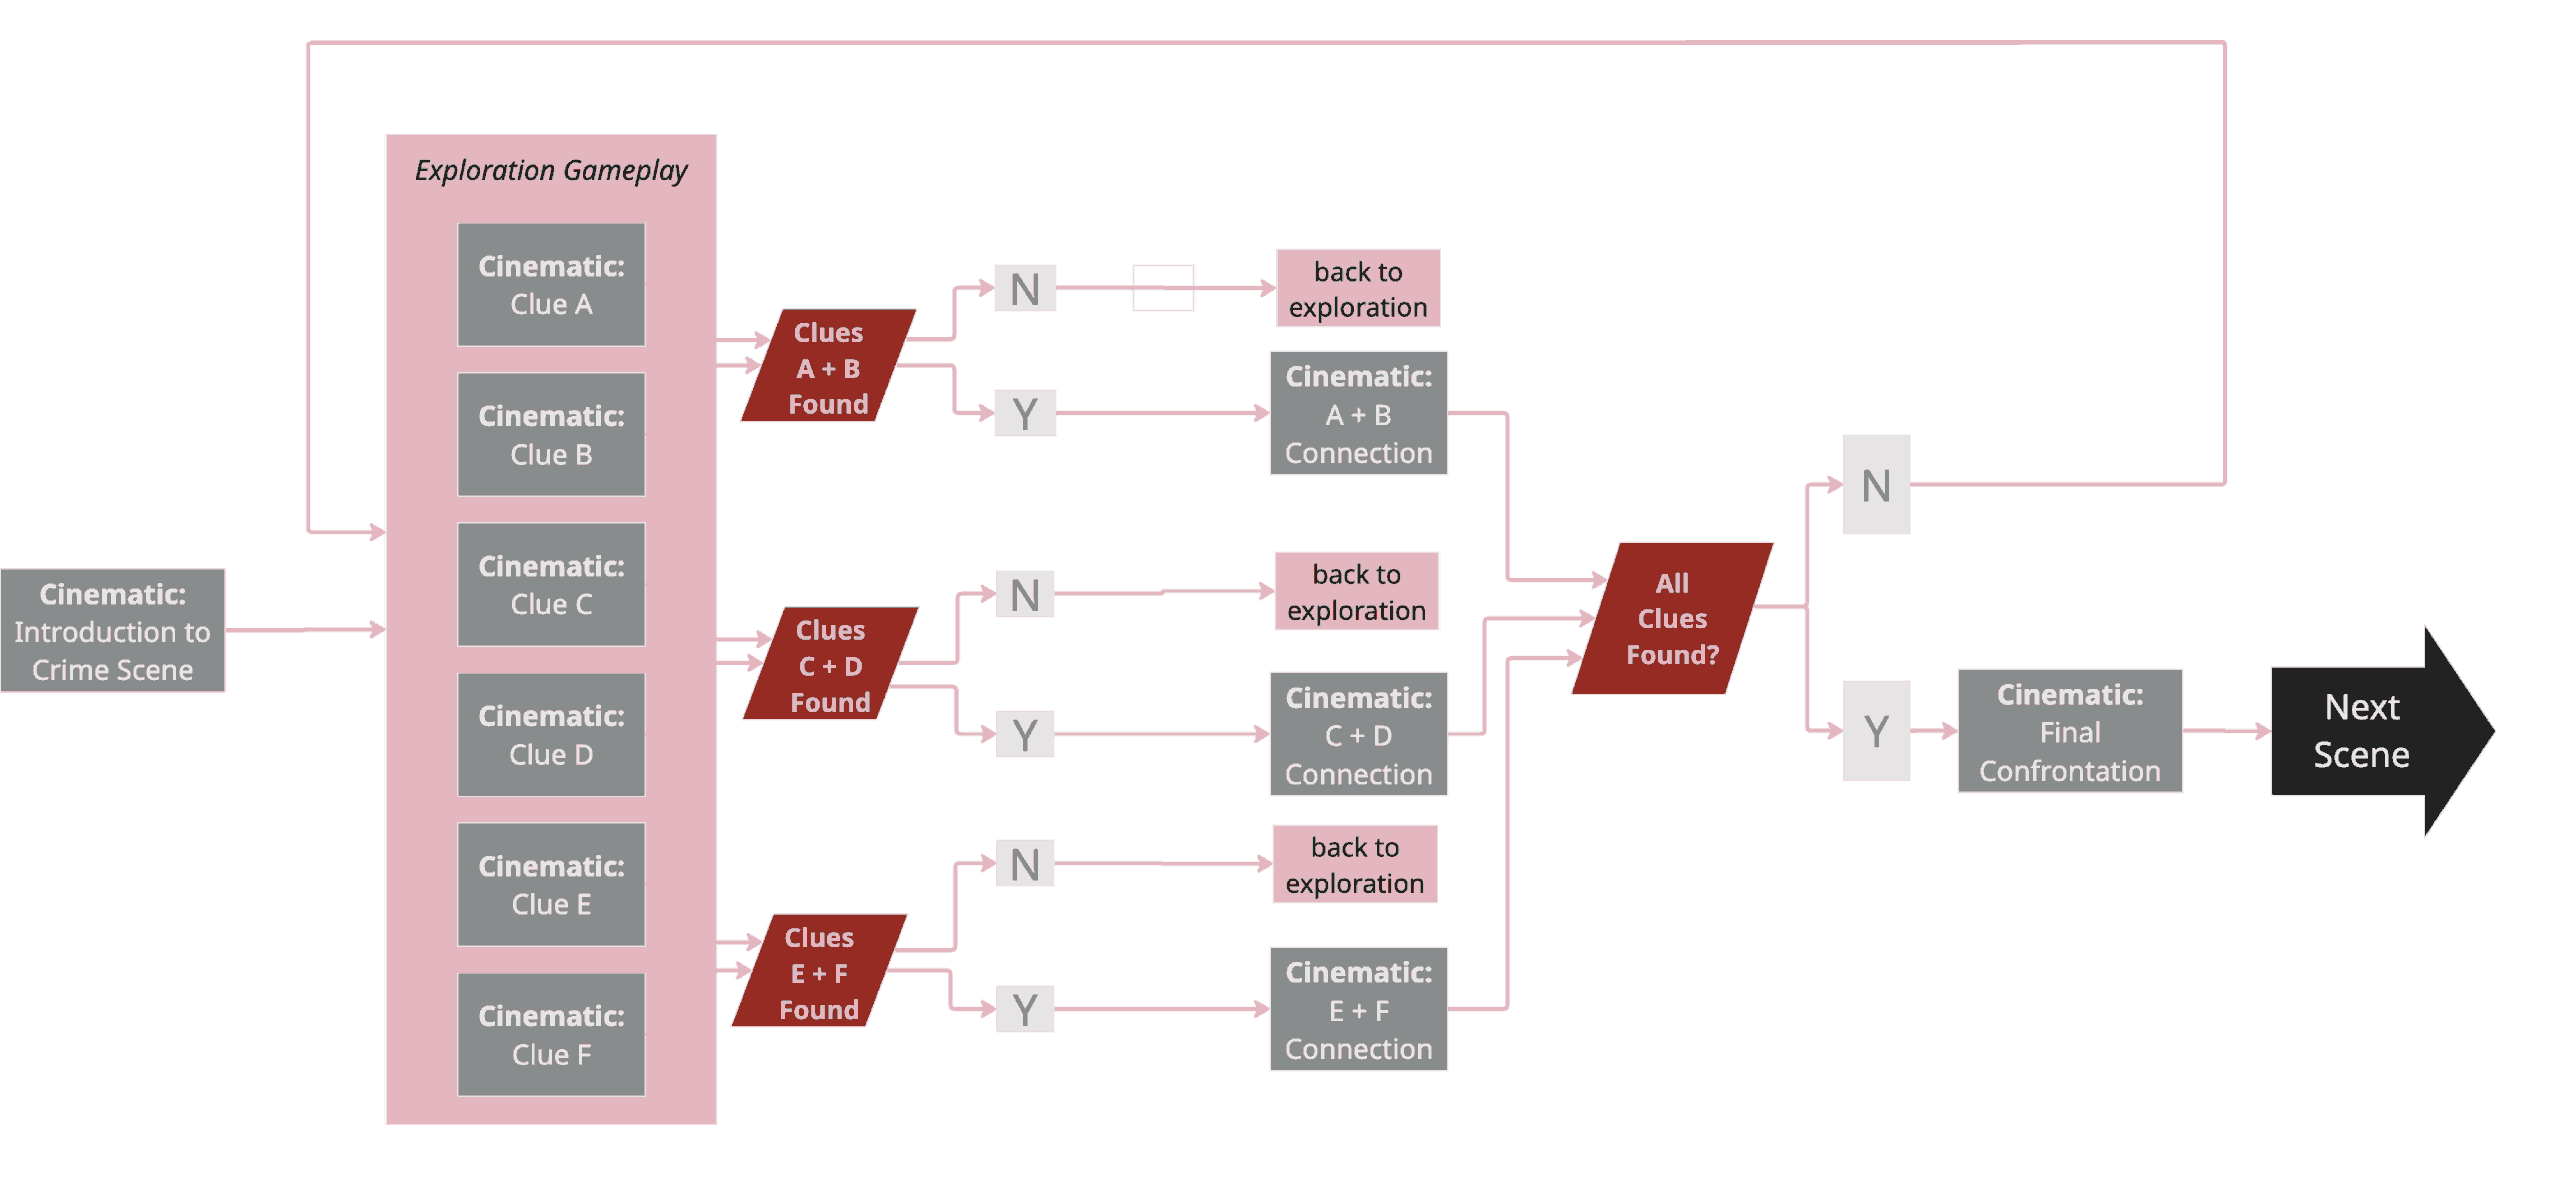 Exploration Gameplay
Cinematic:
Clue A
Cinematic:
Clue B
Cinematic:
Clue C
Cinematic:
Clue D
Cinematic:
Clue E
Cinematic:
Clue F
Cinematic:
Introduction to
Crime Scene
Clues
A + B
Found
N
back to
exploration
Y
Cinematic:
A + B
Connection
Clues
C + D
Found
N
back to
exploration
Y
Cinematic:
C + D
Connection
Clues
E + F
Found
N
back to
exploration
Y
Cinematic:
E + F
Connection
All
Clues
Found?
N
Y
Cinematic:
Final
Confrontation
Next
Scene